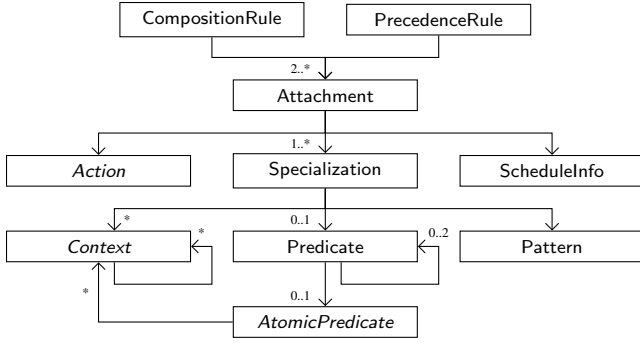 CompositionRule
PrecedenceRule
2..*
Attachment
1..*
Action
Specialization
ScheduleInfo
*
0..1
Context
*
Predicate
0..2
Pattern
*
0..1
AtomicPredicate